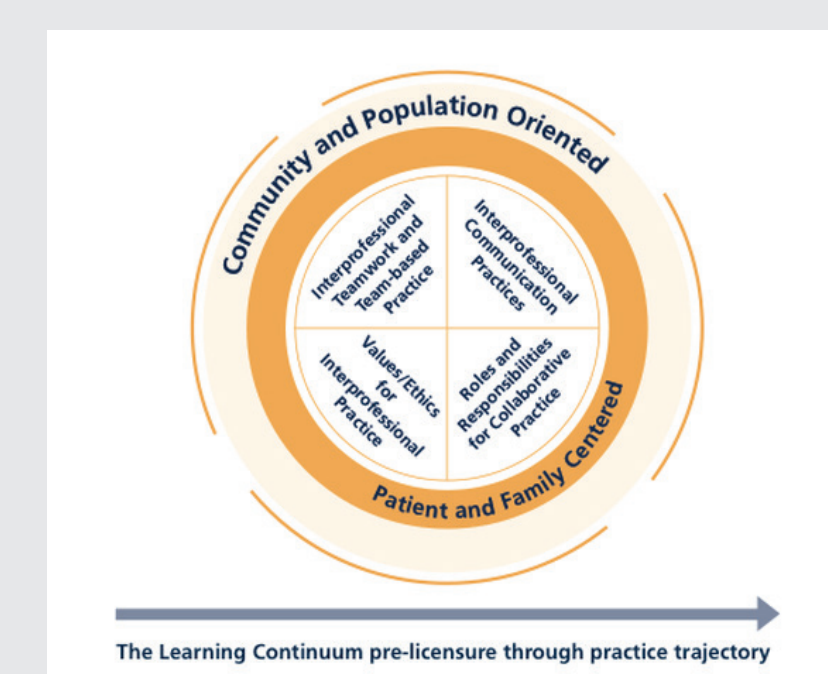 Community and Population Oriented
Interprofessional
Teamwork and
Team-based
Practice
Interprofessional
Communication
Practices
Values/Ethics
for
Interprofessional
Practice
Roles and
Responsibilities
for Collaborative
Practice
Patient and Family Centered
The Learning Continuum pre-licensure through practice trajectory